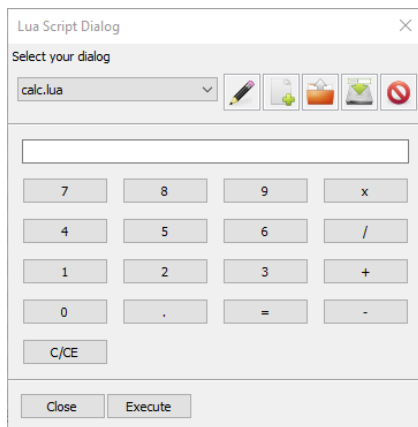 Lua Script Dialog
Select your dialog
calc.lua
7 8 9 x
4 5 6 /
1 2 3 +
0 . = -
C/CE
Close Execute